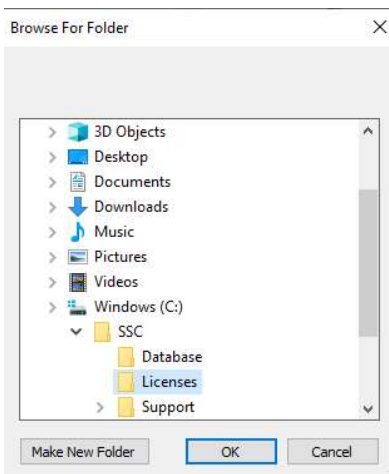 Browse For Folder
3D Objects
Desktop
Documents
Downloads
Music
Pictures
Videos
Windows (C:)
SSC
Database
Licenses
Support
Make New Folder OK Cancel